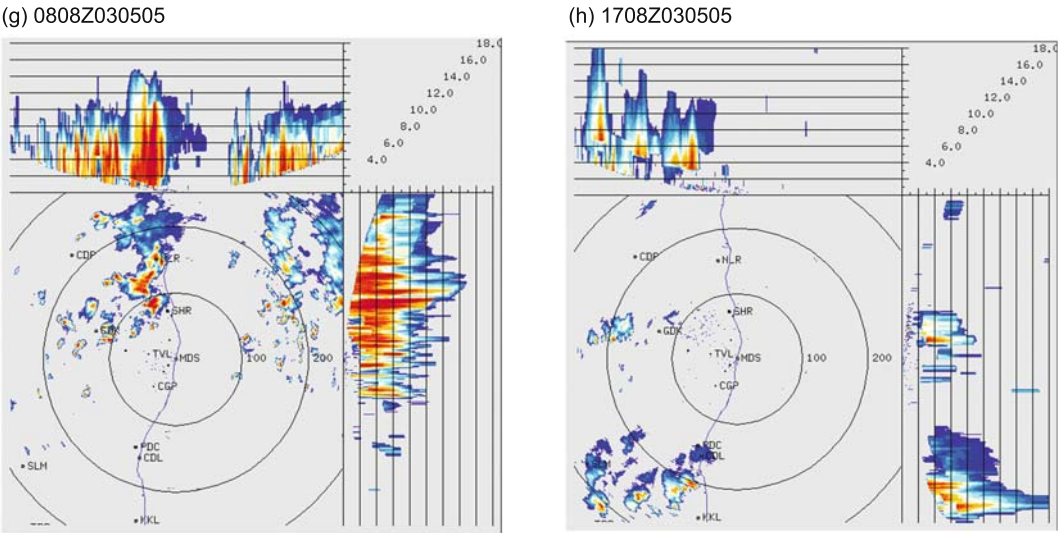 (g) 0808Z030505
18.0
16.0
14.0
12.0
10.0
8.0
6.0
4.0
CDP
SHR
GDK
TVL
MDS
100
200
CGP
PDC
CDL
SLM
KKL
(h) 1708Z030505
18.0
16.0
14.0
12.0
10.0
8.0
6.0
4.0
CDP
NLR
SHR
GDK
TVL
MDS
100
200
CGP
PDC
KKL